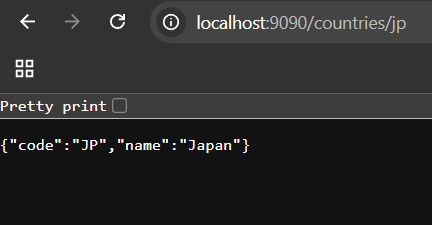 localhost:9090/countries/jp
Pretty print
{"code":"JP","name":"Japan"}